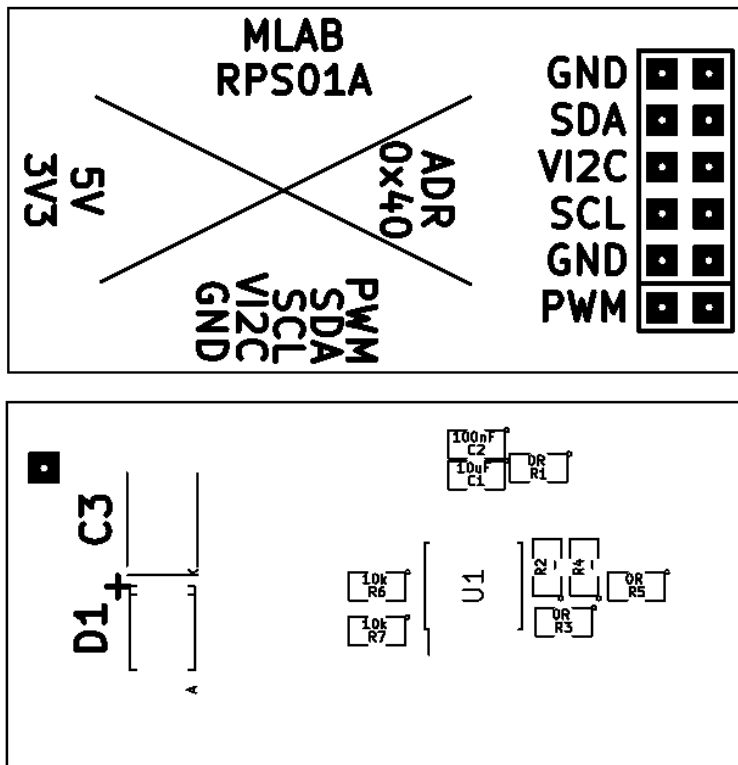 MLAB
RPS01A
GND
SDA
VI2C
SCL
GND
PWM
5V
3V3
ADR
0x40
PWM
SDA
SCL
VI2C
GND
100nF
C2
10uF
C1
0R
R1
C3
K
+
D1
A
10k
R6
10k
R7
U1
R2
-
R4
-
0R
R5
0R
R3